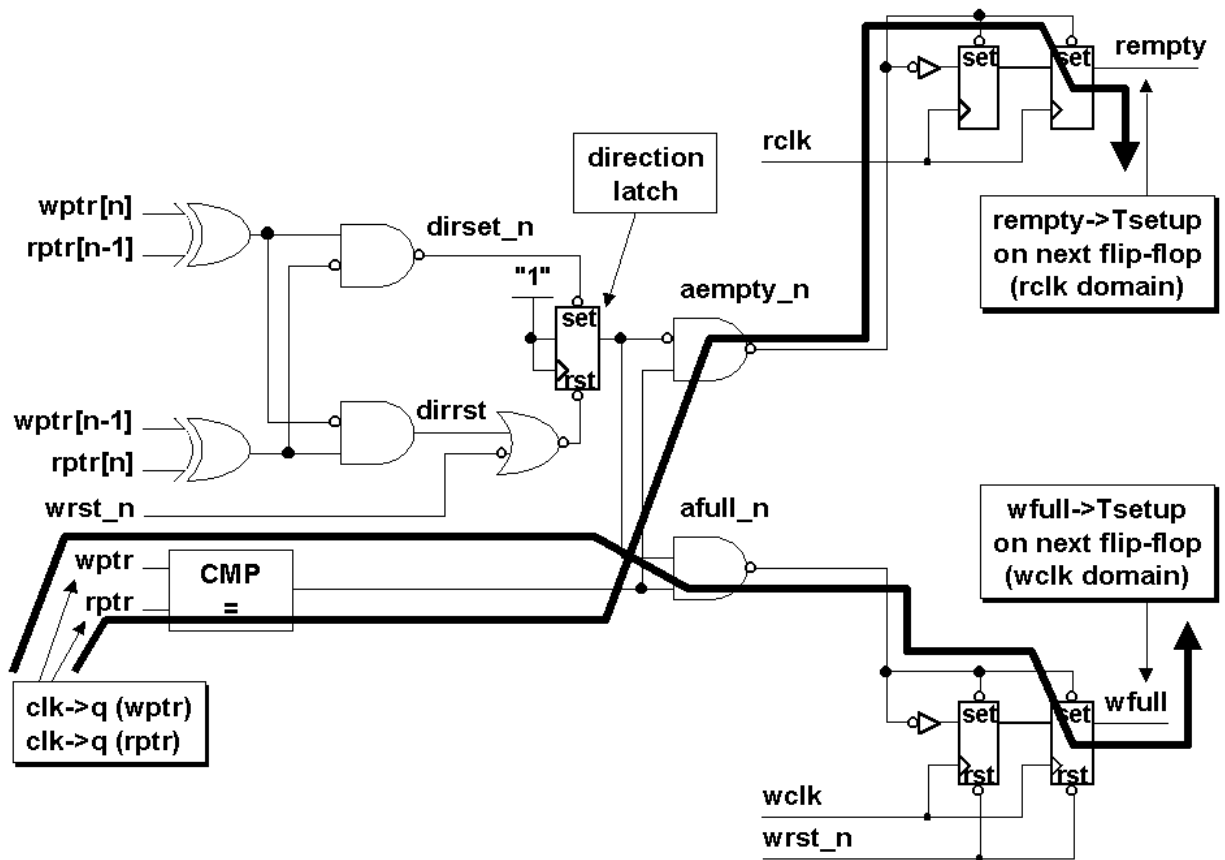 set
set
rempty
rclk
direction
latch
wptr[n]
rptr[n-1]
dirset_n
"1"
aempty_n
rempty->Tsetup
on next flip-flop
(rclk domain)
set
rst
wptr[n-1]
rptr[n]
dirrst
wrst_n
afull_n
wfull->Tsetup
on next flip-flop
(wclk domain)
wptr
rptr
CMP
=
clk->q (wptr)
clk->q (rptr)
set
set
wfull
rst
rst
wclk
wrst_n